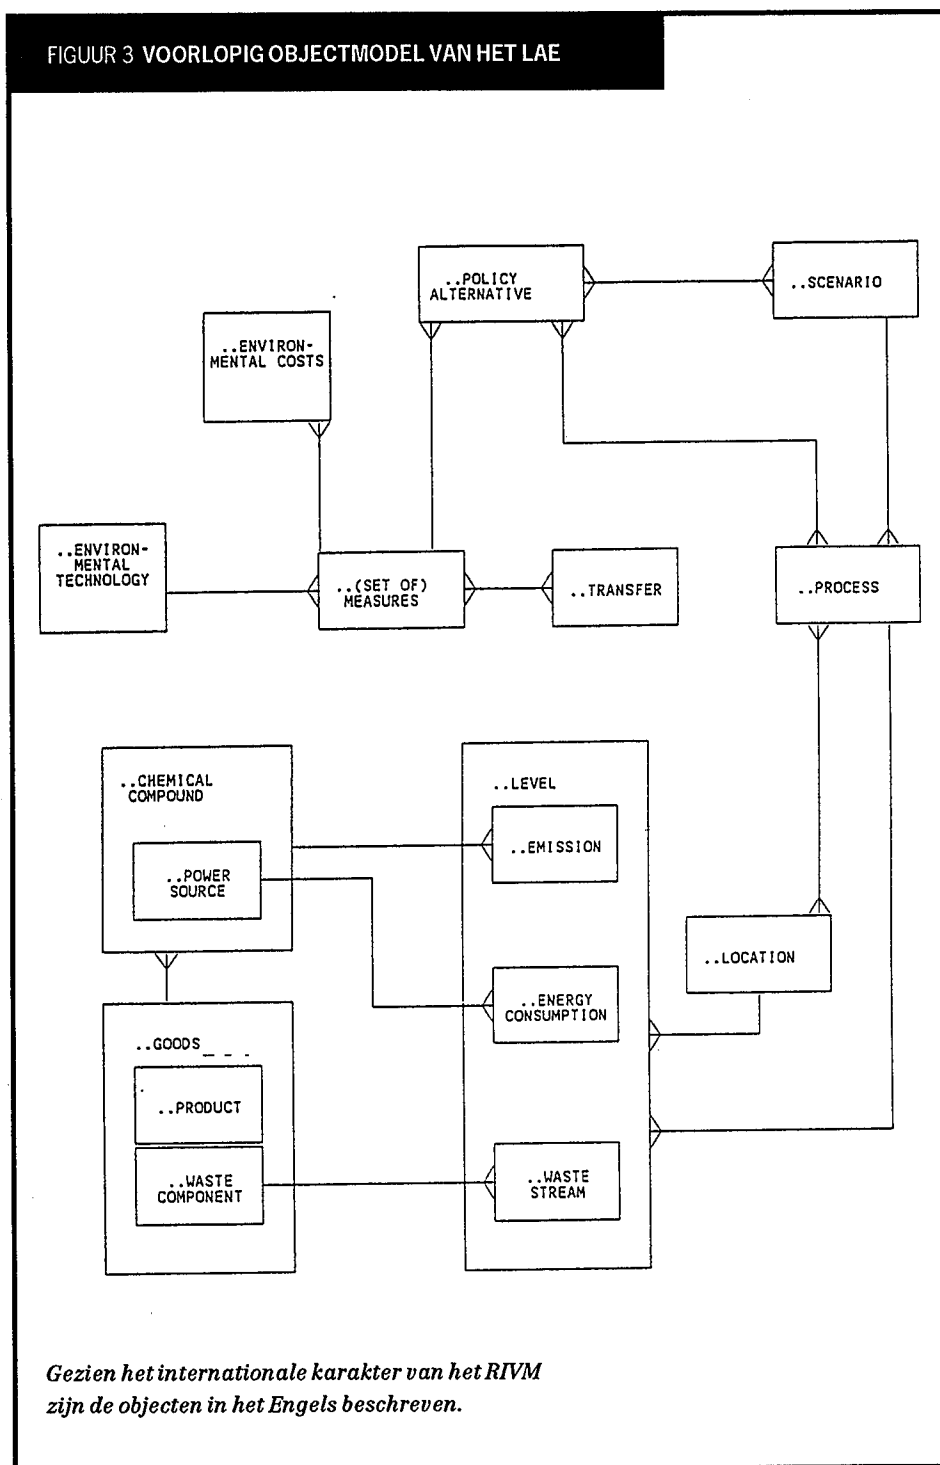 FIGUUR 3 VOORLOPIG OBJECTMODEL VAN HET LAE
..POLICY
ALTERNATIVE
..SCENARIO
..ENVIRON-
MENTAL COSTS
..ENVIRON-
MENTAL
TECHNOLOGY
..(SET OF)
MEASURES
..TRANSFER
..PROCESS
..CHEMICAL
COMPOUND
..POWER
SOURCE
..LEVEL
..EMISSION
..ENERGY
CONSUMPTION
..LOCATION
..GOODS
..PRODUCT
..WASTE
COMPONENT
..WASTE
STREAM
Gezien het internationale karakter van het RIVM
zijn de objecten in het Engels beschreven.